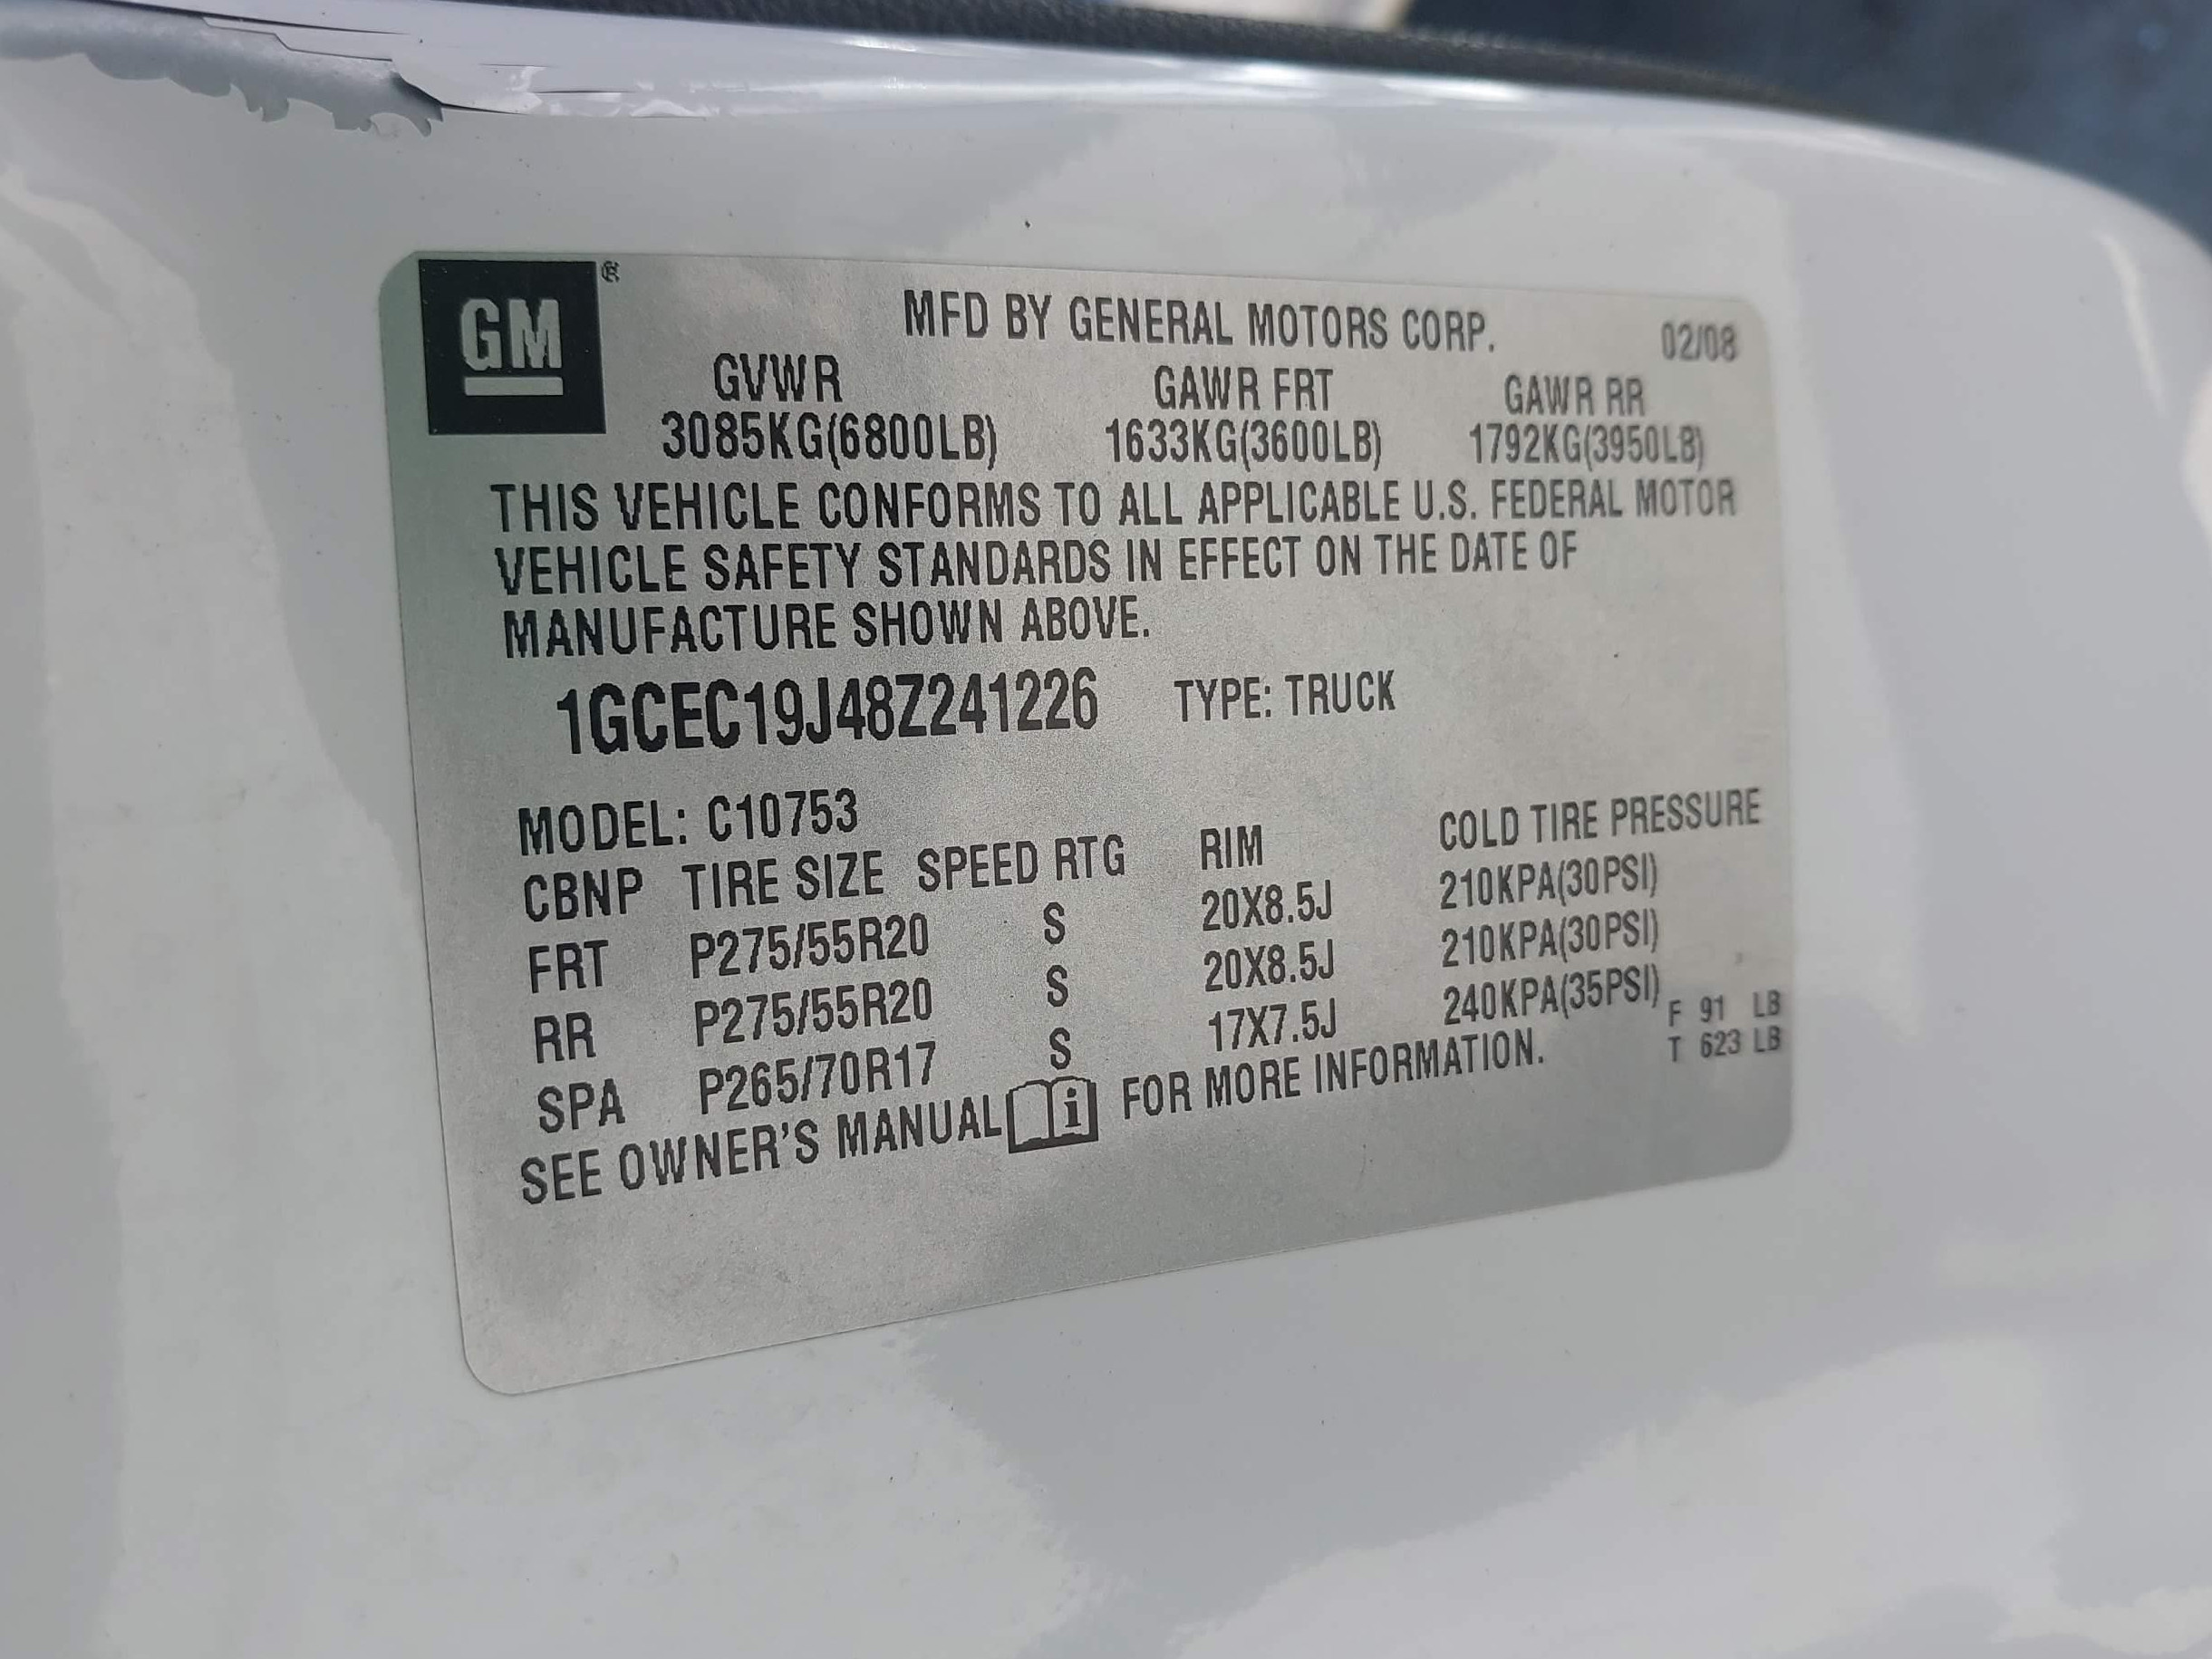 GM ®
MFD BY GENERAL MOTORS CORP. 02/08
GVWR GAWR FRT GAWR RR
3085KG(6800LB) 1633KG(3600LB) 1792KG(3950LB)
THIS VEHICLE CONFORMS TO ALL APPLICABLE U.S. FEDERAL MOTOR
VEHICLE SAFETY STANDARDS IN EFFECT ON THE DATE OF
MANUFACTURE SHOWN ABOVE.
1GCEC19J48Z241226 TYPE: TRUCK
MODEL: C10753
CBNP TIRE SIZE SPEED RTG RIM COLD TIRE PRESSURE
FRT P275/55R20 S 20X8.5J 210KPA(30PSI)
RR P275/55R20 S 20X8.5J 210KPA(30PSI)
SPA P265/70R17 S 17X7.5J 240KPA(35PSI)
F 91 LB
SEE OWNER'S MANUAL i FOR MORE INFORMATION. T 623 LB